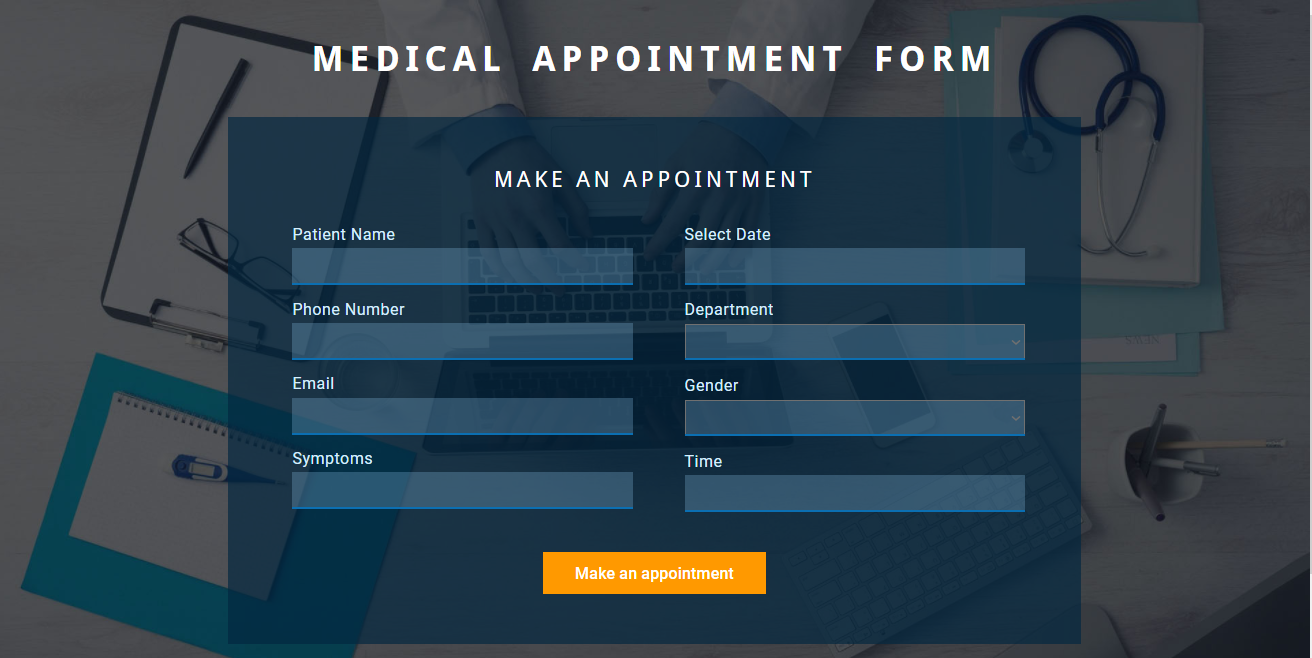 MEDICAL APPOINTMENT FORM
MAKE AN APPOINTMENT
Patient Name
Select Date
Phone Number
Department
Email
Gender
Symptoms
Time
Make an appointment
NEWS